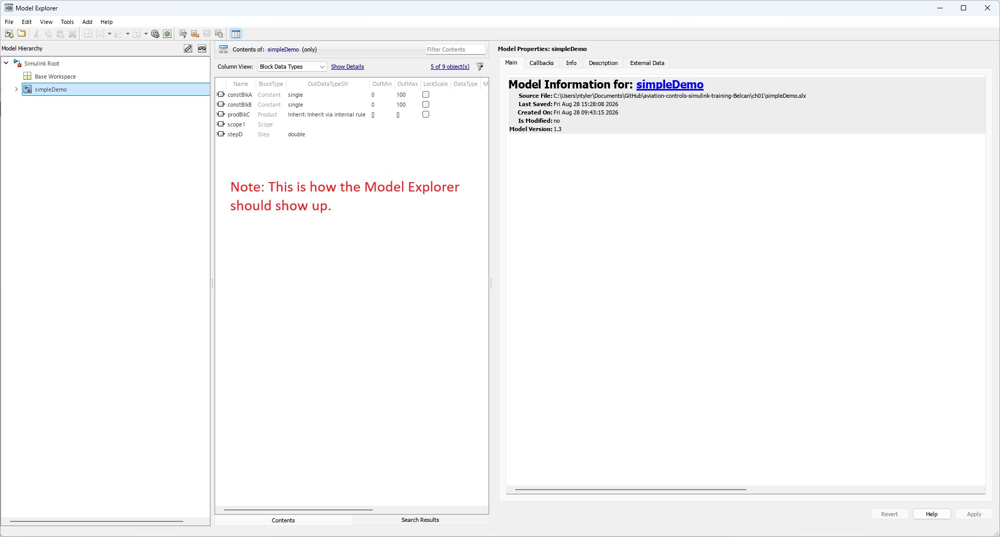 Model Explorer
File Edit View Tools Add Help
Model Hierarchy
Simulink Root
Base Workspace
simpleDemo
Contents of: simpleDemo (only)
Filter Contents
Column View: Block Data Types Show Details 5 of 9 object(s)
Name BlockType OutDataTypeStr OutMin OutMax LockScale DataType M
constBlkA Constant single 0 100
constBlkB Constant single 0 100
prodBlkC Product Inherit: Inherit via internal rule [] []
scope1 Scope
stepD Step double
Note: This is how the Model Explorer
should show up.
Contents Search Results
Model Properties: simpleDemo
Main Callbacks Info Description External Data
Model Information for: simpleDemo
Source File: C:\Users\ntyler\Documents\GitHub\aviation-controls-simulink-training-Belcan\ch01\simpleDemo.slx
Last Saved: Fri Aug 28 15:28:08 2026
Created On: Fri Aug 28 09:43:15 2026
Is Modified: no
Model Version: 1.3
Revert Help Apply